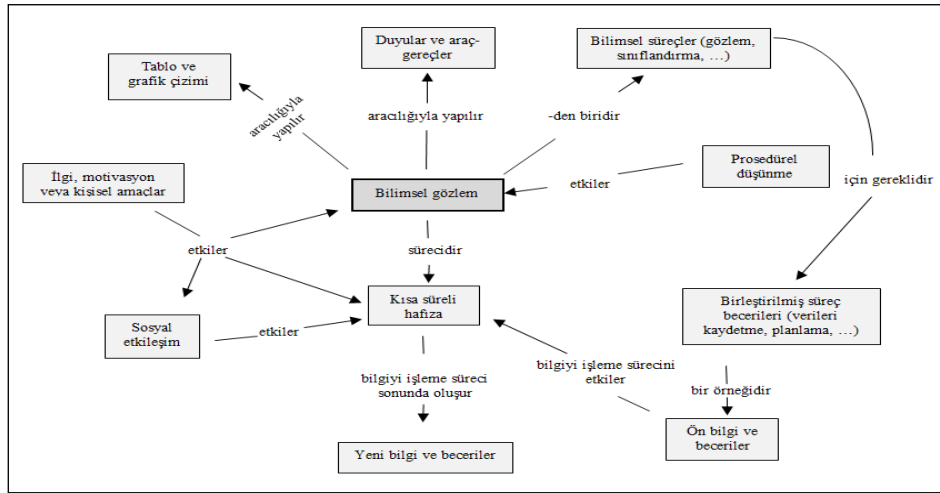 Duyular ve araç-
gereçler
Bilimsel süreçler (gözlem,
sınıflandırma, ...)
Tablo ve
grafik çizimi
aracılığıyla
yapılır
aracılığıyla yapılır
-den biridir
İlgi, motivasyon
veya kişisel amaçlar
Bilimsel gözlem
etkiler
Prosedürel
düşünme
için gereklidir
etkiler
sürecidir
Kısa süreli
hafıza
Birleştirilmiş süreç
becerileri (verileri
kaydetme, planlama, ...)
Sosyal
etkileşim
etkiler
bilgiyi işleme süreci
sonunda oluşur
bilgiyi işleme sürecini
etkiler
bir örneğidir
Yeni bilgi ve beceriler
Ön bilgi ve
beceriler